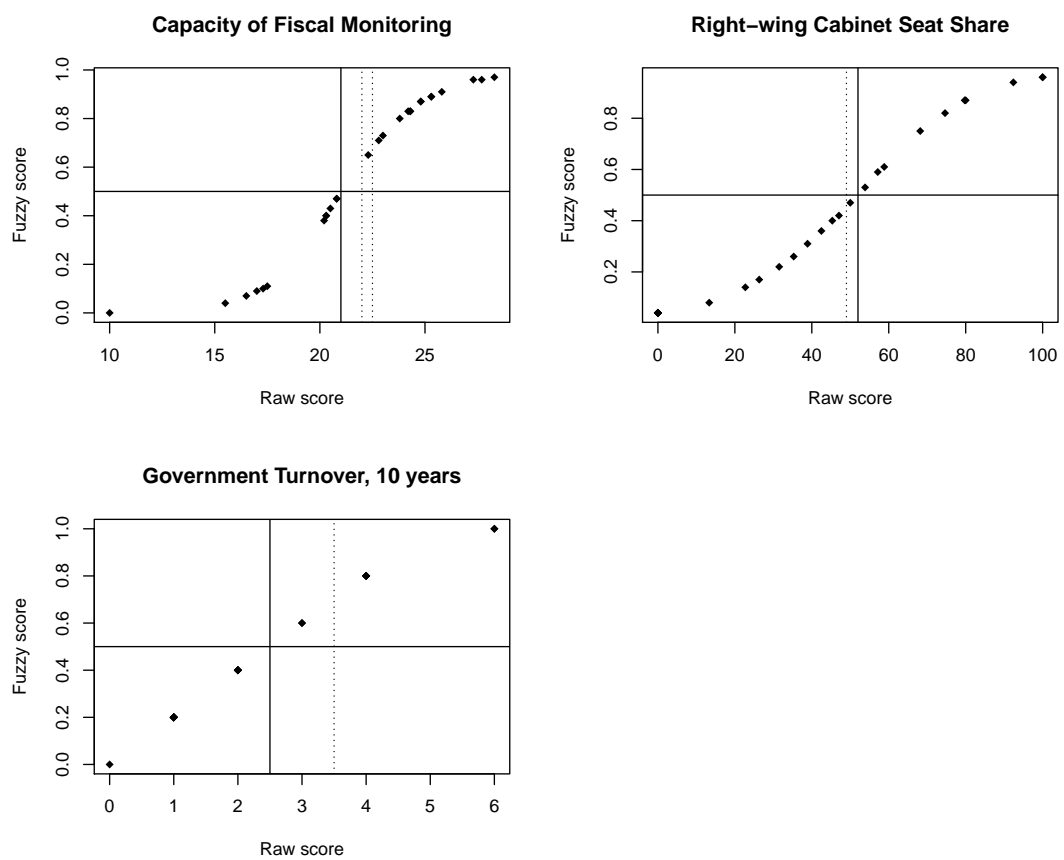 Capacity of Fiscal Monitoring
Fuzzy score
0.0 0.2 0.4 0.6 0.8 1.0
10 15 20 25
Raw score
Right−wing Cabinet Seat Share
Fuzzy score
0.2 0.4 0.6 0.8
0 20 40 60 80 100
Raw score
Government Turnover, 10 years
Fuzzy score
0.0 0.2 0.4 0.6 0.8 1.0
0 1 2 3 4 5 6
Raw score